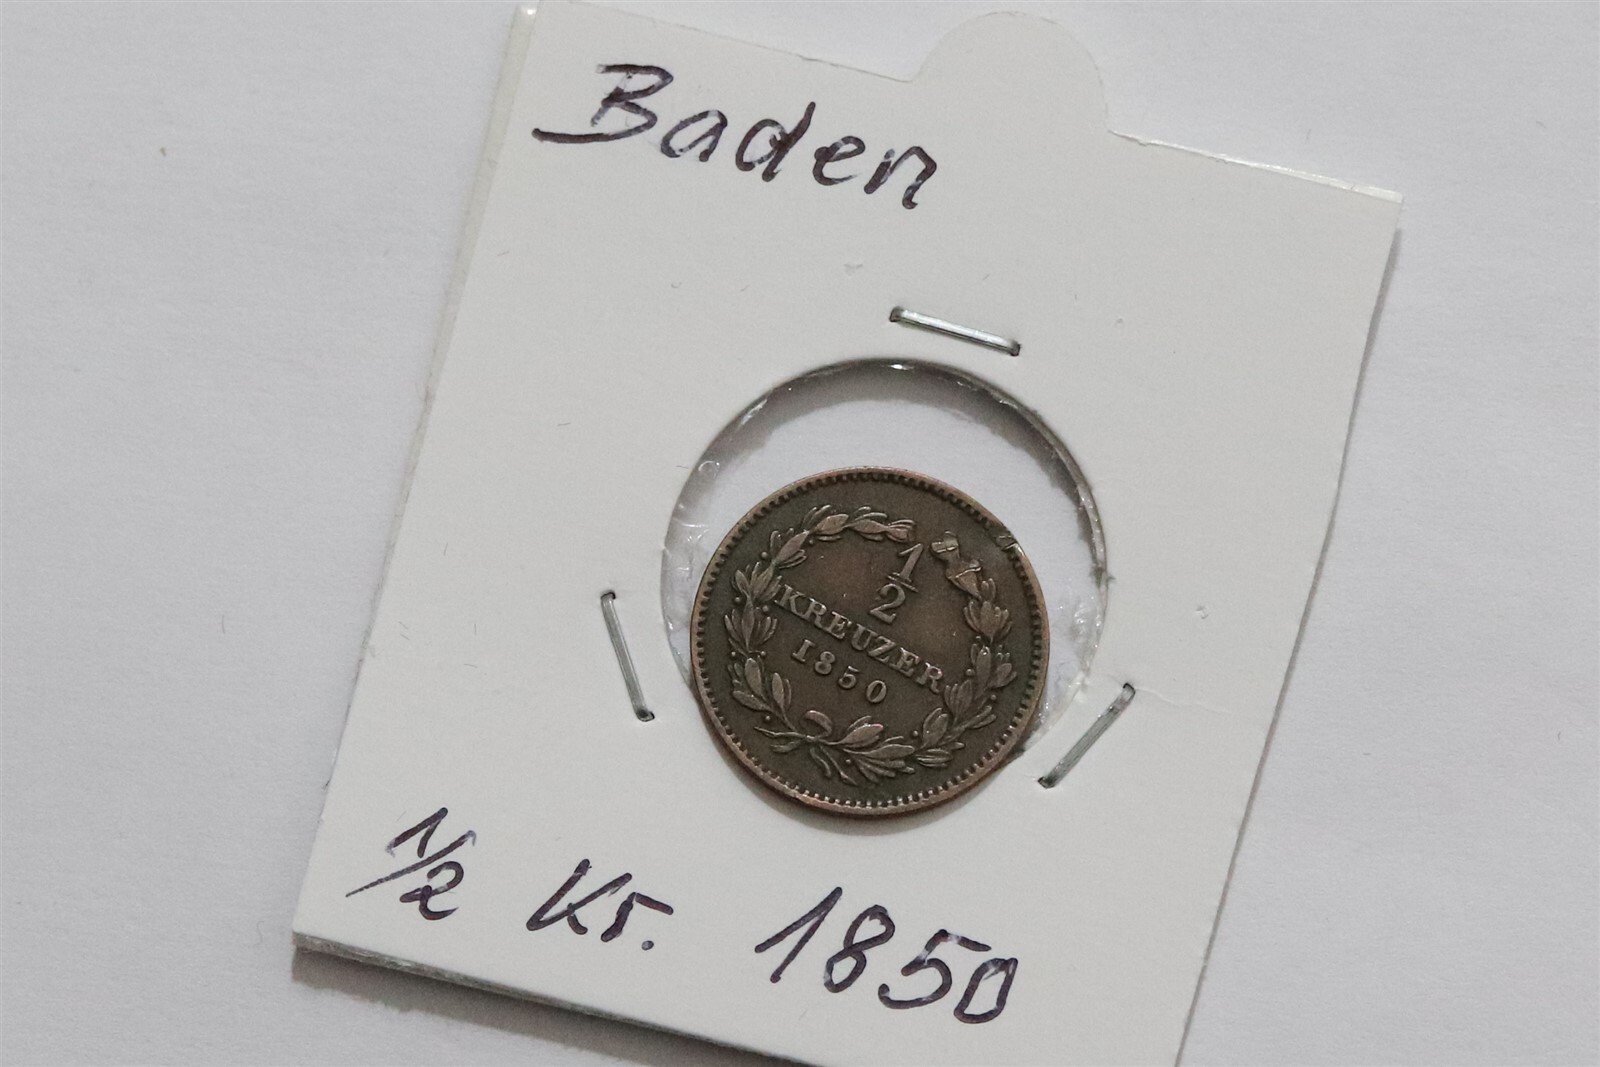 Baden
1/2
KREUZER
1850
1/2 Kr. 1850